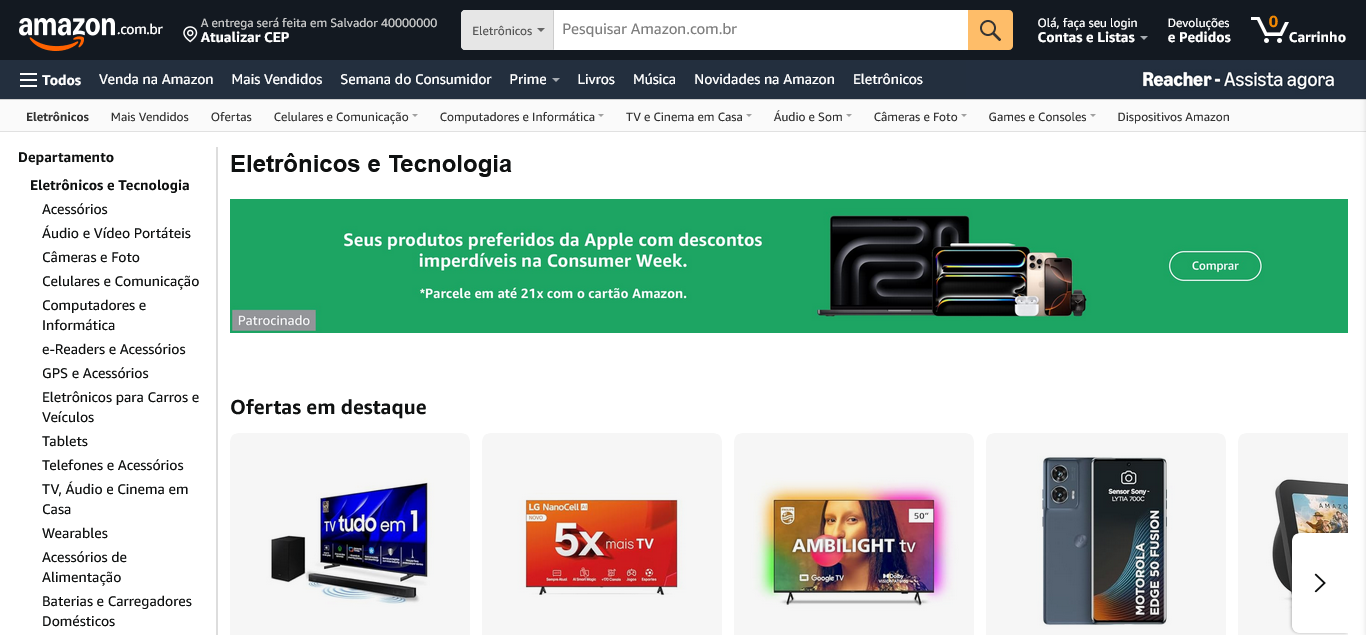 amazon.com.br
A entrega será feita em Salvador 40000000
Atualizar CEP
Eletrônicos
Pesquisar Amazon.com.br
Olá, faça seu login
Contas e Listas
Devoluções
e Pedidos
0
Carrinho
Todos
Venda na Amazon
Mais Vendidos
Semana do Consumidor
Prime
Livros
Música
Novidades na Amazon
Eletrônicos
Reacher - Assista agora
Eletrônicos
Mais Vendidos
Ofertas
Celulares e Comunicação
Computadores e Informática
TV e Cinema em Casa
Áudio e Som
Câmeras e Foto
Games e Consoles
Dispositivos Amazon
Departamento
Eletrônicos e Tecnologia
Acessórios
Áudio e Vídeo Portáteis
Câmeras e Foto
Celulares e Comunicação
Computadores e
Informática
e-Readers e Acessórios
GPS e Acessórios
Eletrônicos para Carros e
Veículos
Tablets
Telefones e Acessórios
TV, Áudio e Cinema em
Casa
Wearables
Acessórios de
Alimentação
Baterias e Carregadores
Domésticos
Eletrônicos e Tecnologia
Seus produtos preferidos da Apple com descontos
imperdíveis na Consumer Week.
*Parcele em até 21x com o cartão Amazon.
Comprar
Patrocinado
Ofertas em destaque
TV tudo em 1
LG NanoCell AI
NOVO
5x mais TV
50"
AMBILIGHT tv
Google TV
Dolby
Sensor Sony -
LYTIA 700C
MOTOROLA
EDGE 50 FUSION